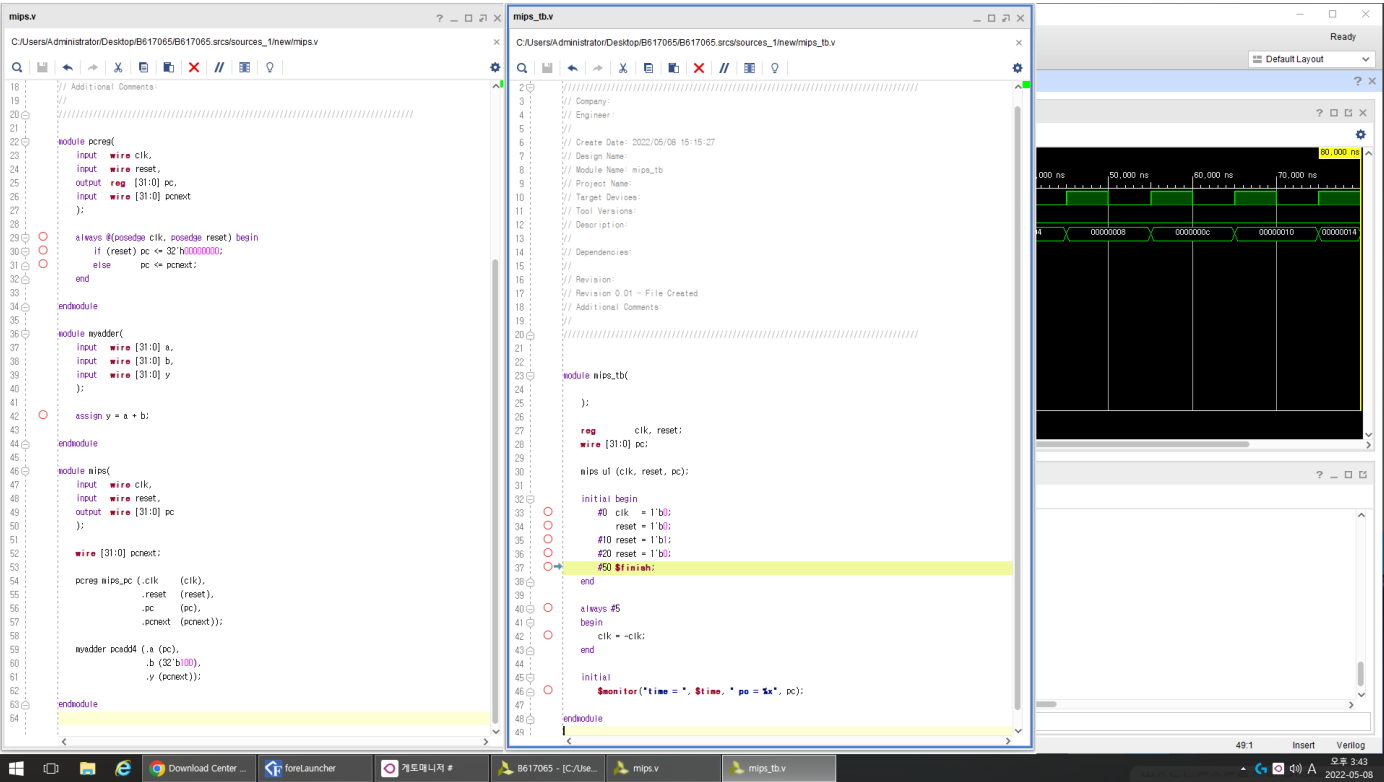 mips.v
C:/Users/Administrator/Desktop/B617065/B617065.srcs/sources_1/new/mips.v
18 // Additional Comments:
19 //
20 //////////////////////////////////////////////////////////////////////////////////
21
22 module pcreg(
23 input wire clk,
24 input wire reset,
25 output reg [31:0] pc,
26 input wire [31:0] pcnext
27 );
28
29 always @(posedge clk, posedge reset) begin
30 if (reset) pc <= 32'h00000000;
31 else pc <= pcnext;
32 end
33
34 endmodule
35
36 module myadder(
37 input wire [31:0] a,
38 input wire [31:0] b,
39 input wire [31:0] y
40 );
41
42 assign y = a + b;
43
44 endmodule
45
46 module mips(
47 input wire clk,
48 input wire reset,
49 output wire [31:0] pc
50 );
51
52 wire [31:0] pcnext;
53
54 pcreg mips_pc (.clk (clk),
55 .reset (reset),
56 .pc (pc),
57 .pcnext (pcnext));
58
59 myadder pcadd4 (.a (pc),
60 .b (32'b100),
61 .y (pcnext));
62
63 endmodule
64
mips_tb.v
C:/Users/Administrator/Desktop/B617065/B617065.srcs/sources_1/new/mips_tb.v
2 //////////////////////////////////////////////////////////////////////////////////
3 // Company:
4 // Engineer:
5 //
6 // Create Date: 2022/05/08 15:15:27
7 // Design Name:
8 // Module Name: mips_tb
9 // Project Name:
10 // Target Devices:
11 // Tool Versions:
12 // Description:
13 //
14 // Dependencies:
15 //
16 // Revision:
17 // Revision 0.01 - File Created
18 // Additional Comments:
19 //
20 //////////////////////////////////////////////////////////////////////////////////
21
22
23 module mips_tb(
24
25 );
26
27 reg clk, reset;
28 wire [31:0] pc;
29
30 mips u1 (clk, reset, pc);
31
32 initial begin
33 #0 clk = 1'b0;
34 reset = 1'b0;
35 #10 reset = 1'b1;
36 #20 reset = 1'b0;
37 #50 $finish;
38 end
39
40 always #5
41 begin
42 clk = ~clk;
43 end
44
45 initial
46 $monitor("time = ", $time, " pc = %x", pc);
47
48 endmodule
49
Ready
Default Layout
80,000 ns
,000 ns 50,000 ns 60,000 ns 70,000 ns
4 00000008 0000000c 00000010 00000014
49:1 Insert Verilog
Download Center ...
foreLauncher
게토매니저 #
B617065 - [C:/Use...
mips.v
mips_tb.v
A
오후 3:43
2022-05-08